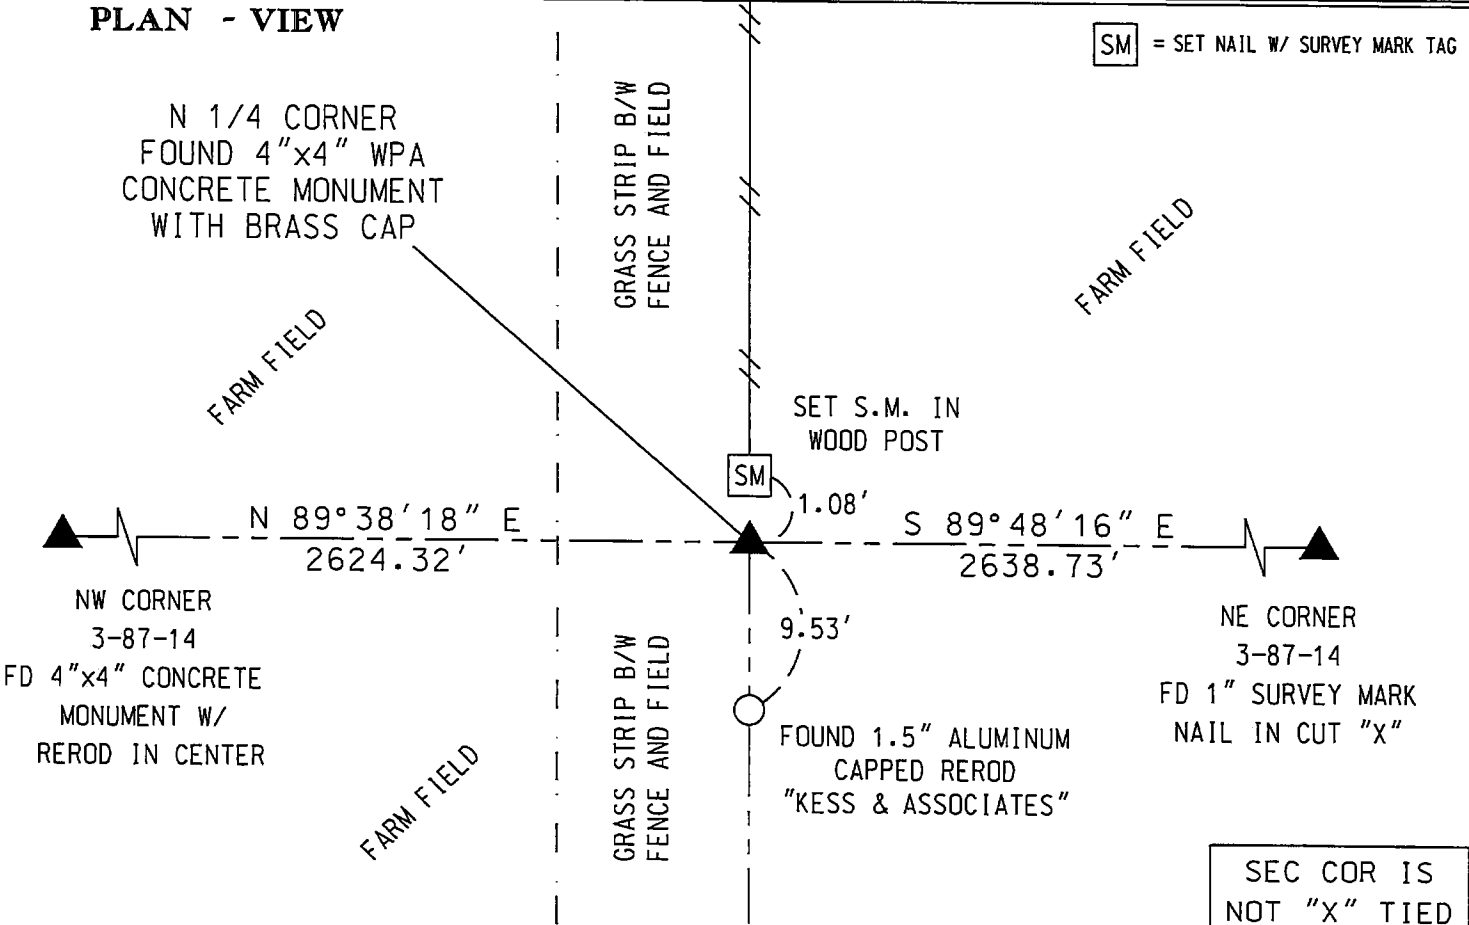 PLAN - VIEW
SM = SET NAIL W/ SURVEY MARK TAG
N 1/4 CORNER
FOUND 4"x4" WPA
CONCRETE MONUMENT
WITH BRASS CAP
GRASS STRIP B/W
FENCE AND FIELD
FARM FIELD
FARM FIELD
SET S.M. IN
WOOD POST
SM
1.08'
N 89°38'18" E
2624.32'
S 89°48'16" E
2638.73'
NW CORNER
3-87-14
FD 4"x4" CONCRETE
MONUMENT W/
REROD IN CENTER
9.53'
NE CORNER
3-87-14
FD 1" SURVEY MARK
NAIL IN CUT "X"
GRASS STRIP B/W
FENCE AND FIELD
FOUND 1.5" ALUMINUM
CAPPED REROD
"KESS & ASSOCIATES"
FARM FIELD
SEC COR IS
NOT "X" TIED